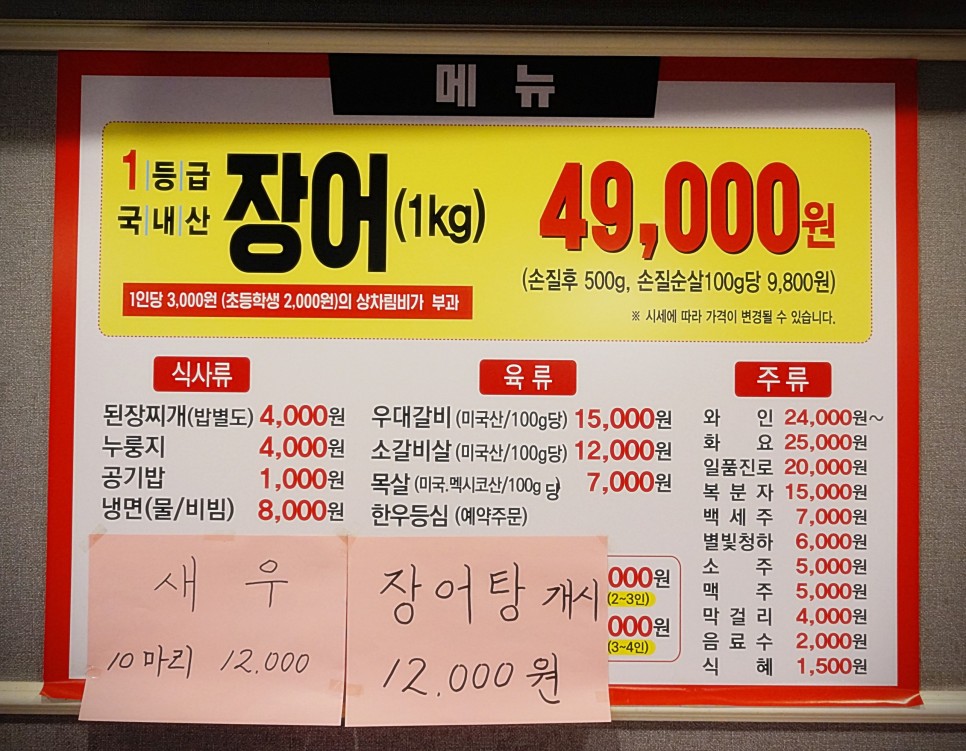 메 뉴
1등급
국내산
장어(1kg)
49,000원
(손질후 500g, 손질순살100g당 9,800원)
1인당 3,000원 (초등학생 2,000원)의 상차림비가 부과
※ 시세에 따라 가격이 변경될 수 있습니다.
식사류
된장찌개(밥별도) 4,000원
누룽지 4,000원
공기밥 1,000원
냉면(물/비빔) 8,000원
육 류
우대갈비 (미국산/100g당) 15,000원
소갈비살 (미국산/100g당) 12,000원
목살 (미국.멕시코산/100g 당) 7,000원
한우등심 (예약주문)
000원
(2~3인)
000원
(3~4인)
주 류
와 인 24,000원~
화 요 25,000원
일품진로 20,000원
복 분 자 15,000원
백 세 주 7,000원
별빛청하 6,000원
소 주 5,000원
맥 주 5,000원
막 걸 리 4,000원
음 료 수 2,000원
식 혜 1,500원
새 우
10마리 12.000
장어탕 개시
12.000원